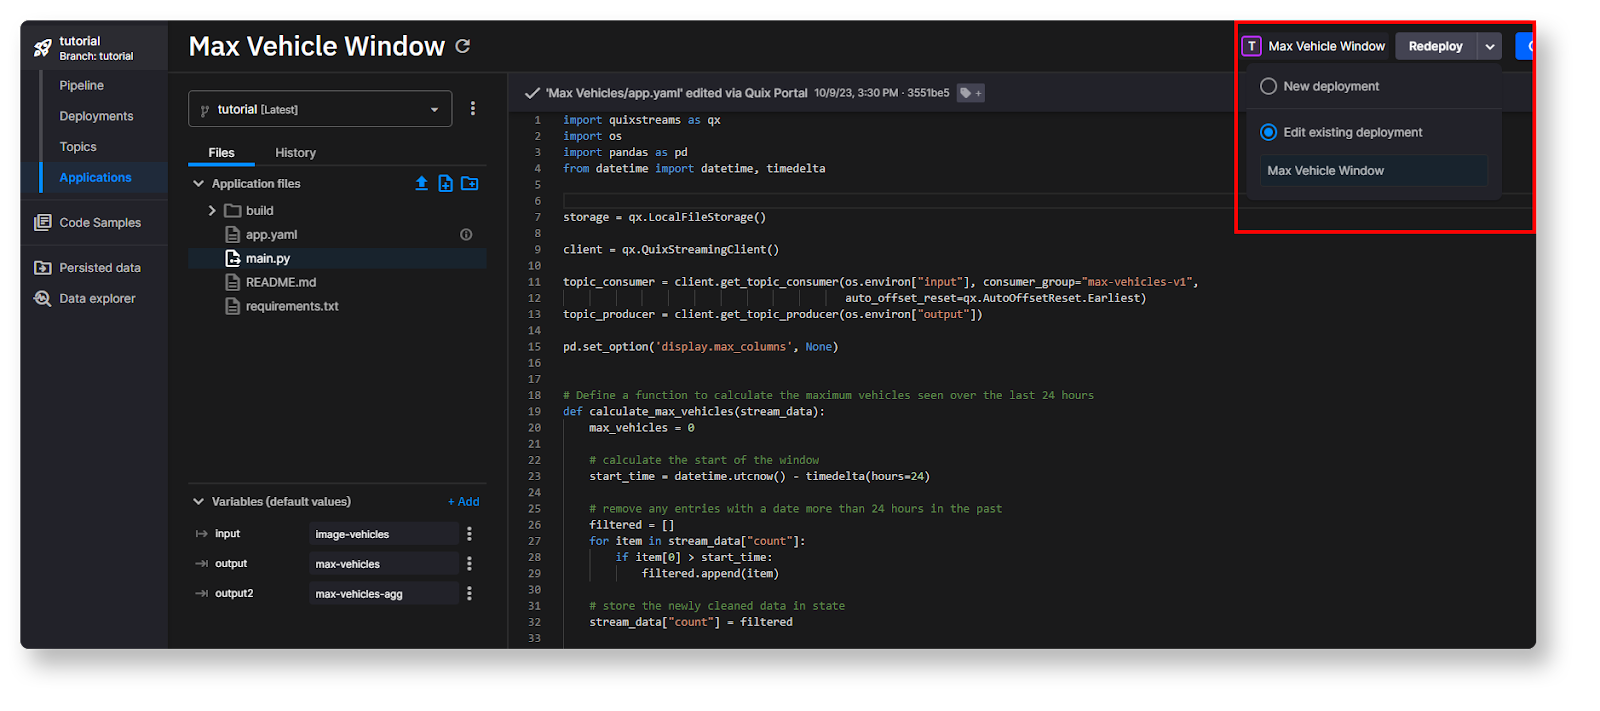 tutorial
Branch: tutorial
Pipeline
Deployments
Topics
Applications
Code Samples
Persisted data
Data explorer
Max Vehicle Window
tutorial [Latest]
Files History
Application files
build
app.yaml
main.py
README.md
requirements.txt
Variables (default values) + Add
input image-vehicles
output max-vehicles
output2 max-vehicles-agg
'Max Vehicles/app.yaml' edited via Quix Portal 10/9/23, 3:30 PM · 3551be5 +
1 import quixstreams as qx
2 import os
3 import pandas as pd
4 from datetime import datetime, timedelta
5
6
7 storage = qx.LocalFileStorage()
8
9 client = qx.QuixStreamingClient()
10
11 topic_consumer = client.get_topic_consumer(os.environ["input"], consumer_group="max-vehicles-v1",
12 auto_offset_reset=qx.AutoOffsetReset.Earliest)
13 topic_producer = client.get_topic_producer(os.environ["output"])
14
15 pd.set_option('display.max_columns', None)
16
17
18 # Define a function to calculate the maximum vehicles seen over the last 24 hours
19 def calculate_max_vehicles(stream_data):
20 max_vehicles = 0
21
22 # calculate the start of the window
23 start_time = datetime.utcnow() - timedelta(hours=24)
24
25 # remove any entries with a date more than 24 hours in the past
26 filtered = []
27 for item in stream_data["count"]:
28 if item[0] > start_time:
29 filtered.append(item)
30
31 # store the newly cleaned data in state
32 stream_data["count"] = filtered
33
T Max Vehicle Window Redeploy
New deployment
Edit existing deployment
Max Vehicle Window